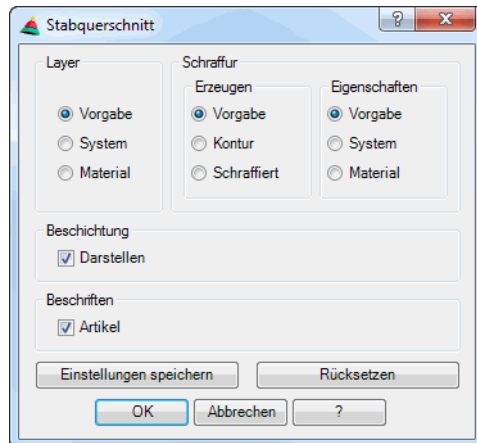 Stabquerschnitt
?
X
Layer
Vorgabe
System
Material
Schraffur
Erzeugen
Vorgabe
Kontur
Schraffiert
Eigenschaften
Vorgabe
System
Material
Beschichtung
Darstellen
Beschriften
Artikel
Einstellungen speichern
Rücksetzen
OK
Abbrechen
?